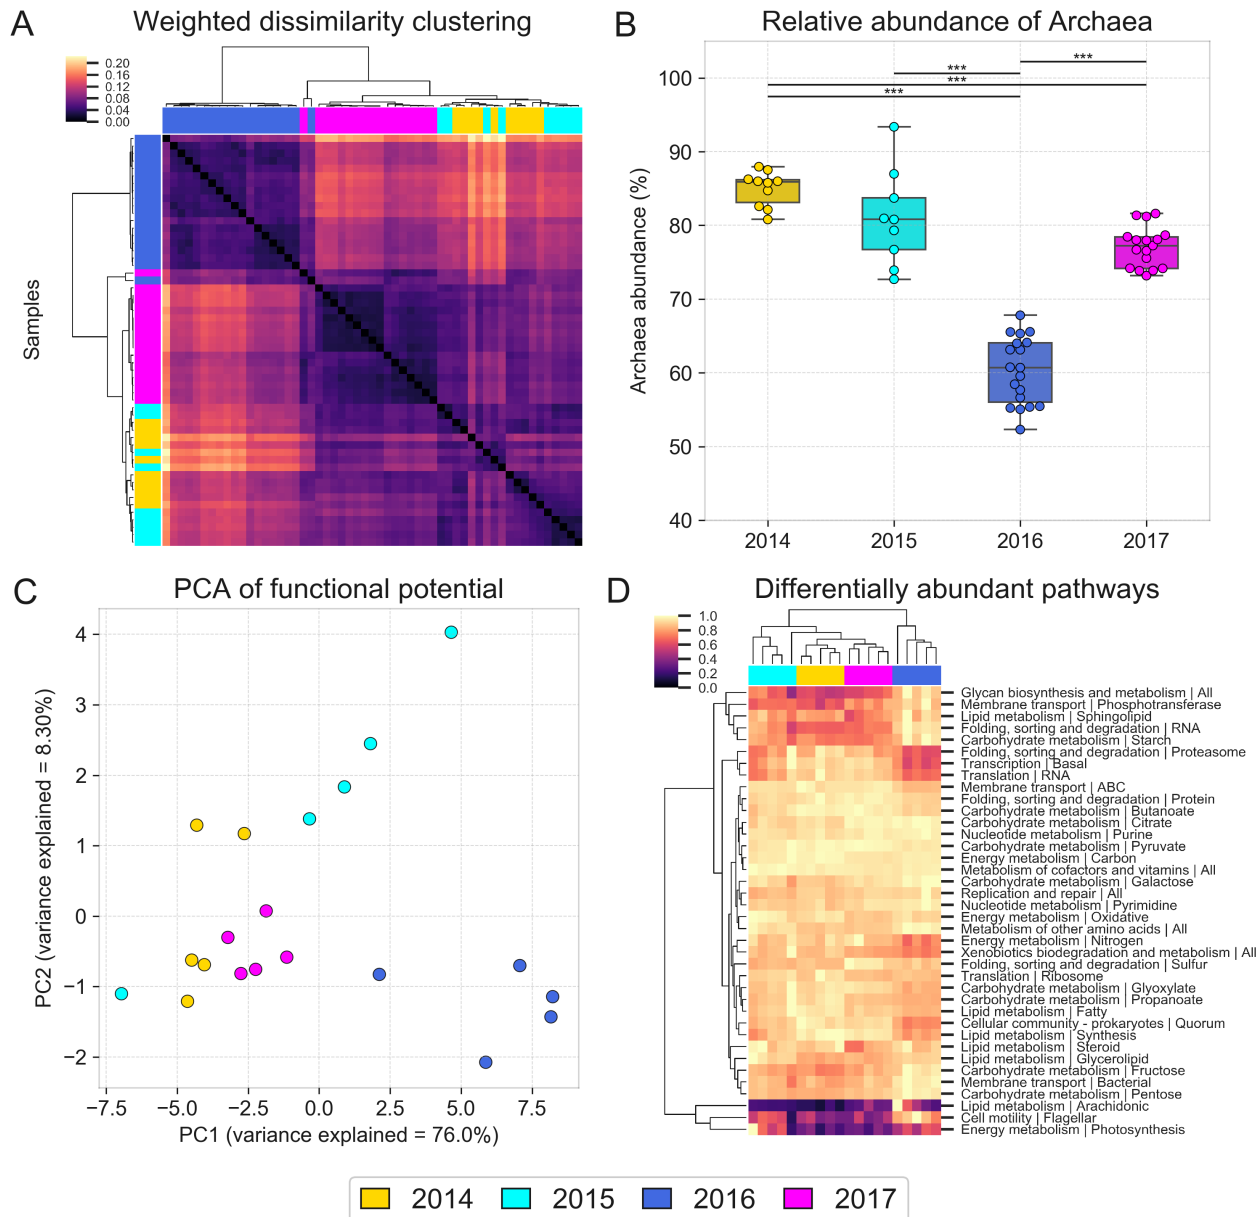 A
Weighted dissimilarity clustering
0.20
0.16
0.12
0.08
0.04
0.00
Samples
B
Relative abundance of Archaea
***
***
***
***
100
90
80
70
60
50
40
Archaea abundance (%)
2014
2015
2016
2017
C
PCA of functional potential
4
3
2
1
0
−1
−2
PC2 (variance explained = 8.30%)
−7.5
−5.0
−2.5
0.0
2.5
5.0
7.5
PC1 (variance explained = 76.0%)
D
Differentially abundant pathways
1.0
0.8
0.6
0.4
0.2
0.0
Glycan biosynthesis and metabolism | All
Membrane transport | Phosphotransferase
Lipid metabolism | Sphingolipid
Folding, sorting and degradation | RNA
Carbohydrate metabolism | Starch
Folding, sorting and degradation | Proteasome
Transcription | Basal
Translation | RNA
Membrane transport | ABC
Folding, sorting and degradation | Protein
Carbohydrate metabolism | Butanoate
Carbohydrate metabolism | Citrate
Nucleotide metabolism | Purine
Carbohydrate metabolism | Pyruvate
Energy metabolism | Carbon
Metabolism of cofactors and vitamins | All
Carbohydrate metabolism | Galactose
Replication and repair | All
Nucleotide metabolism | Pyrimidine
Energy metabolism | Oxidative
Metabolism of other amino acids | All
Energy metabolism | Nitrogen
Xenobiotics biodegradation and metabolism | All
Folding, sorting and degradation | Sulfur
Translation | Ribosome
Carbohydrate metabolism | Glyoxylate
Carbohydrate metabolism | Propanoate
Lipid metabolism | Fatty
Cellular community - prokaryotes | Quorum
Lipid metabolism | Synthesis
Lipid metabolism | Steroid
Lipid metabolism | Glycerolipid
Carbohydrate metabolism | Fructose
Membrane transport | Bacterial
Carbohydrate metabolism | Pentose
Lipid metabolism | Arachidonic
Cell motility | Flagellar
Energy metabolism | Photosynthesis
2014
2015
2016
2017